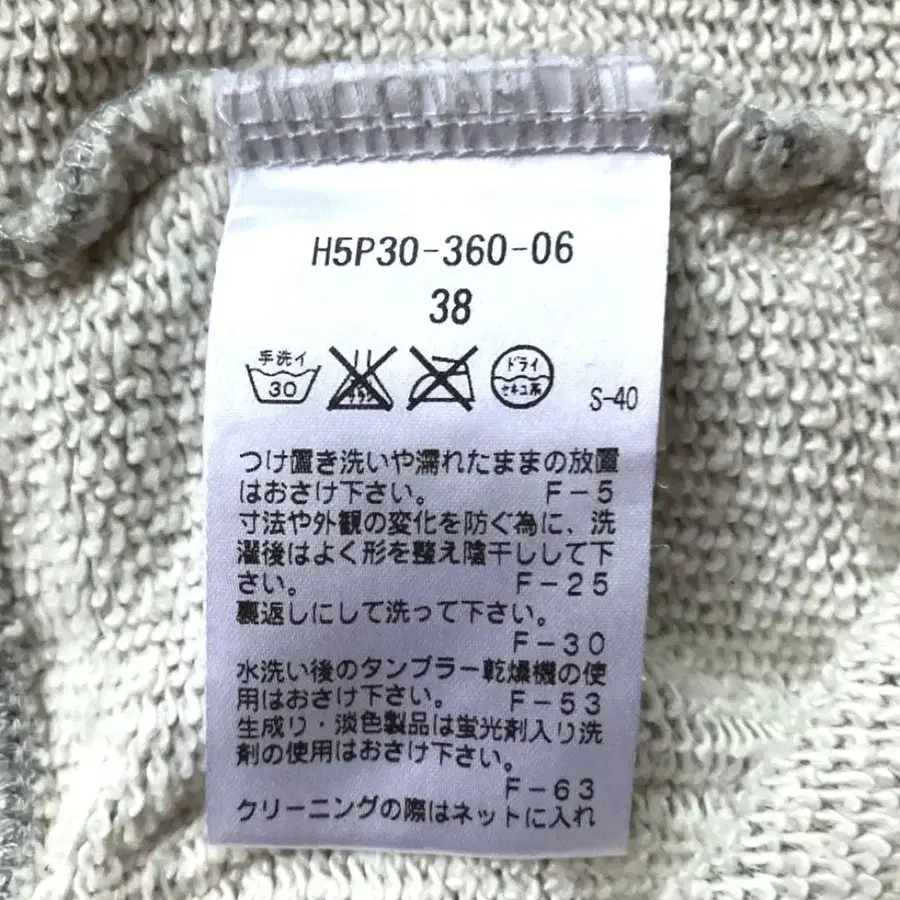 H5P30-360-06
38
手洗イ
30
エンソ
サラシ
ドライ
セキユ系
S-40
つけ置き洗いや濡れたままの放置
はおさけ下さい。 F-5
寸法や外観の変化を防ぐ為に、洗
濯後はよく形を整え陰干しして下
さい。 F-25
裏返しにして洗って下さい。
F-30
水洗い後のタンブラー乾燥機の使
用はおさけ下さい。 F-53
生成り・淡色製品は蛍光剤入り洗
剤の使用はおさけ下さい。
F-63
クリーニングの際はネットに入れ